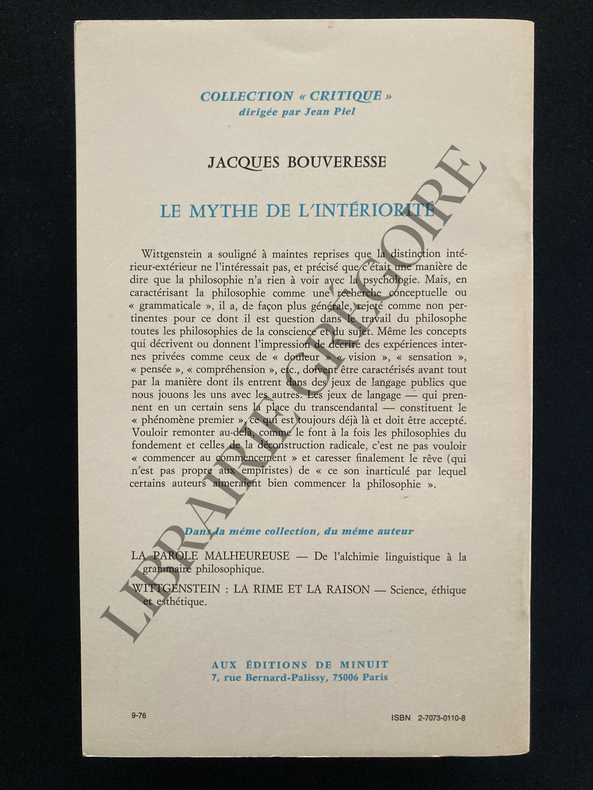 COLLECTION « CRITIQUE »
dirigée par Jean Piel
JACQUES BOUVERESSE
LE MYTHE DE L'INTÉRIORITÉ
Wittgenstein a souligné à maintes reprises que la distinction inté-
rieur-extérieur ne l'intéressait pas, et précisé que c'était une manière de
dire que la philosophie n'a rien à voir avec la psychologie. Mais, en
caractérisant la philosophie comme une recherche conceptuelle ou
« grammaticale », il a, de façon plus générale, rejeté comme non per-
tinentes pour ce dont il est question dans le travail du philosophe
toutes les philosophies de la conscience et du sujet. Même les concepts
qui décrivent ou donnent l'impression de décrire des expériences inter-
nes privées comme ceux de « douleur », « vision », « sensation »,
« pensée », « compréhension », etc., doivent être caractérisés avant tout
par la manière dont ils entrent dans des jeux de langage publics que
nous jouons les uns avec les autres. Les jeux de langage — qui pren-
nent en un certain sens la place du transcendantal — constituent le
« phénomène premier », ce qui est toujours déjà là et doit être accepté.
Vouloir remonter au-delà, comme le font à la fois les philosophies du
fondement et celles de la déconstruction radicale, c'est ne pas vouloir
« commencer au commencement » et caresser finalement le rêve (qui
n'est pas propre aux empiristes) de « ce son inarticulé par lequel
certains auteurs aimeraient bien commencer la philosophie ».
Dans la même collection, du même auteur
LA PAROLE MALHEUREUSE — De l'alchimie linguistique à la
grammaire philosophique.
WITTGENSTEIN : LA RIME ET LA RAISON — Science, éthique
et esthétique.
AUX ÉDITIONS DE MINUIT
7, rue Bernard-Palissy, 75006 Paris
9-76
ISBN 2-7073-0110-8
LIBRAIRIE GRÉGOIRE